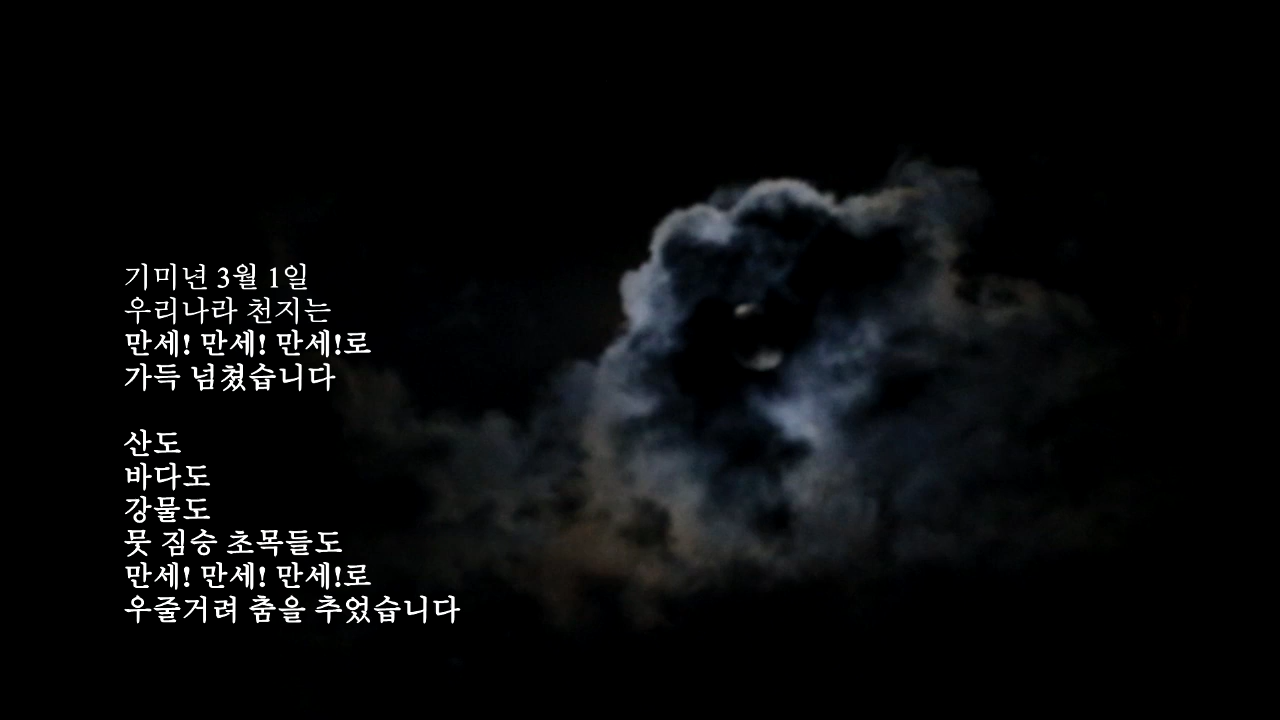 기미년 3월 1일
우리나라 천지는
만세! 만세! 만세!로
가득 넘쳤습니다
산도
바다도
강물도
뭇 짐승 초목들도
만세! 만세! 만세!로
우줄거려 춤을 추었습니다